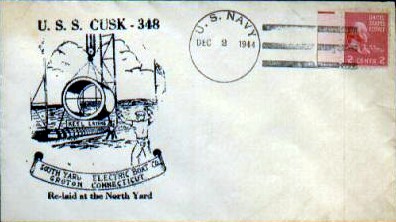 U. S. S. CUSK - 348
KEEL LAYING
SOUTH YARD ELECTRIC BOAT CO.
GROTON CONNECTICUT
Re-laid at the North Yard
U. S. NAVY
DEC 2 1944
UNITED
STATES
POSTAGE
2 CENTS 2